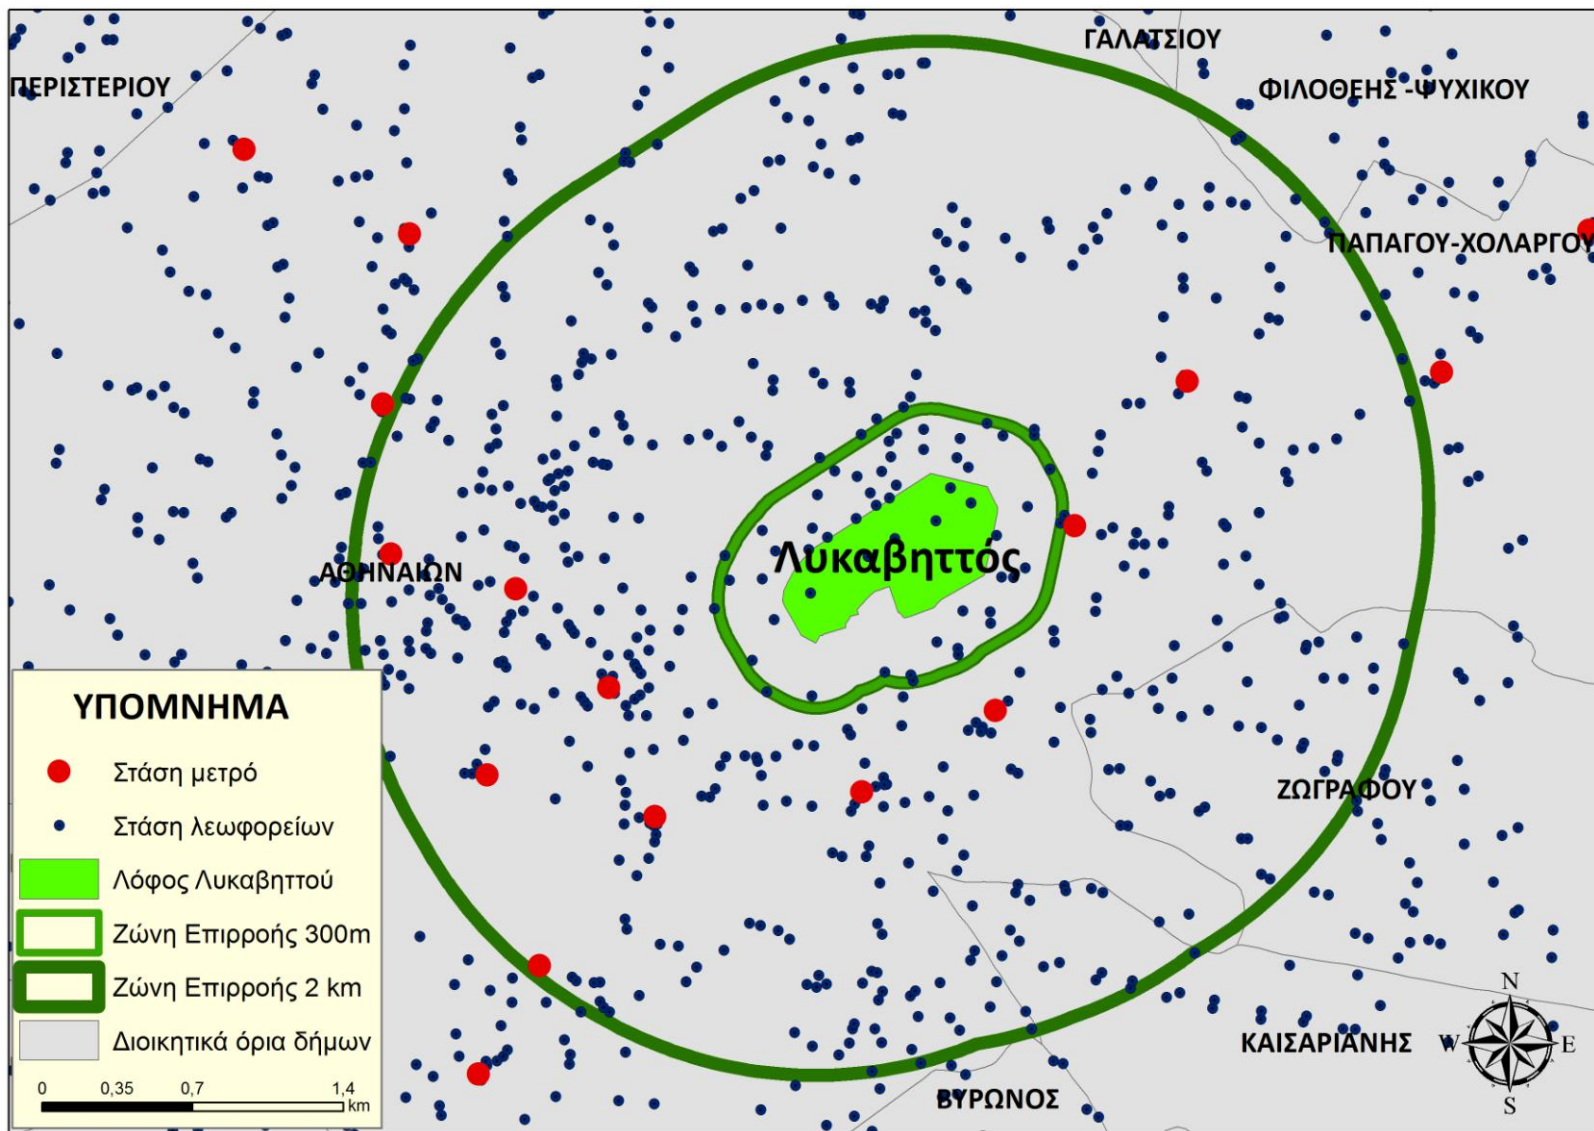 ΓΑΛΑΤΣΙΟΥ
ΠΕΡΙΣΤΕΡΙΟΥ
ΦΙΛΟΘΕΗΣ -ΨΥΧΙΚΟΥ
ΠΑΠΑΓΟΥ-ΧΟΛΑΡΓΟΥ
Λυκαβηττός
ΑΘΗΝΑΙΩΝ
ΖΩΓΡΑΦΟΥ
ΚΑΙΣΑΡΙΑΝΗΣ
ΒΥΡΩΝΟΣ
ΥΠΟΜΝΗΜΑ
Στάση μετρό
Στάση λεωφορείων
Λόφος Λυκαβηττού
Ζώνη Επιρροής 300m
Ζώνη Επιρροής 2 km
Διοικητικά όρια δήμων
0 0,35 0,7 1,4
km
N
W E
S